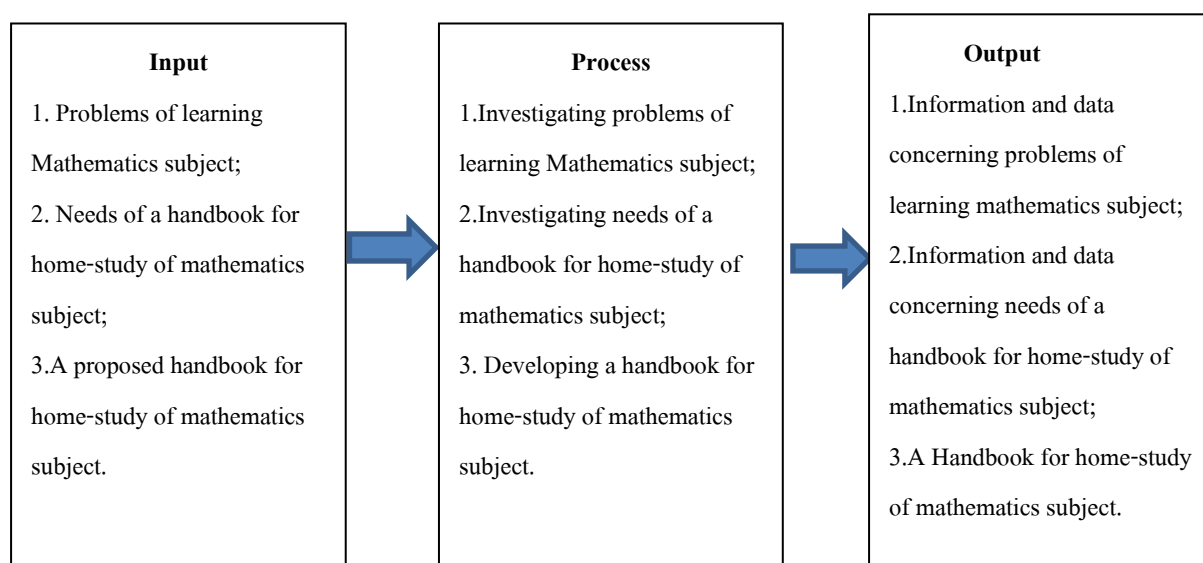 Input
1. Problems of learning
Mathematics subject;
2. Needs of a handbook for
home-study of mathematics
subject;
3.A proposed handbook for
home-study of mathematics
subject.
Process
1.Investigating problems of
learning Mathematics subject;
2.Investigating needs of a
handbook for home-study of
mathematics subject;
3. Developing a handbook for
home-study of mathematics
subject.
Output
1.Information and data
concerning problems of
learning mathematics subject;
2.Information and data
concerning needs of a
handbook for home-study of
mathematics subject;
3.A Handbook for home-study
of mathematics subject.